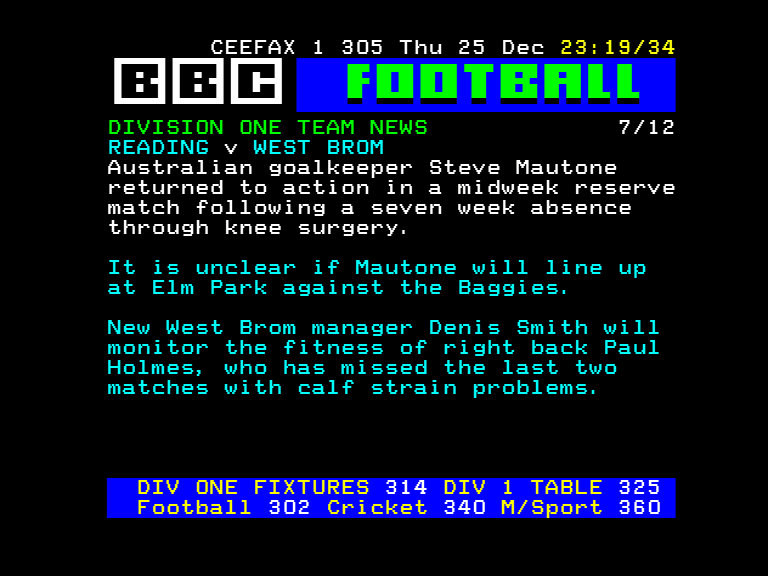 CEEFAX 1 305 Thu 25 Dec 23:19/34
BBC FOOTBALL
DIVISION ONE TEAM NEWS 7/12
READING v WEST BROM
Australian goalkeeper Steve Mautone
returned to action in a midweek reserve
match following a seven week absence
through knee surgery.
It is unclear if Mautone will line up
at Elm Park against the Baggies.
New West Brom manager Denis Smith will
monitor the fitness of right back Paul
Holmes, who has missed the last two
matches with calf strain problems.
DIV ONE FIXTURES 314 DIV 1 TABLE 325
Football 302 Cricket 340 M/Sport 360